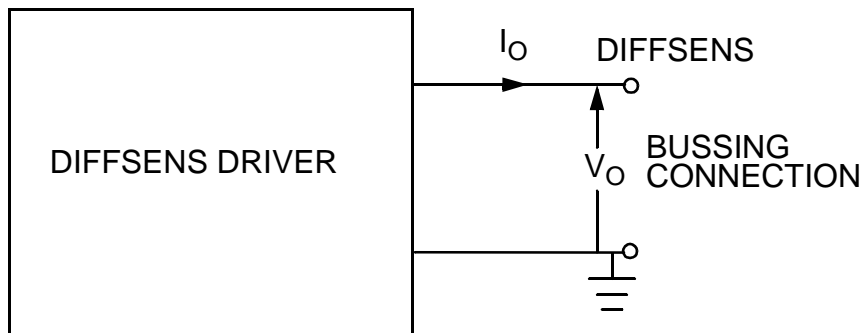 I_O
DIFFSENS
DIFFSENS DRIVER
V_O
BUSSING
CONNECTION